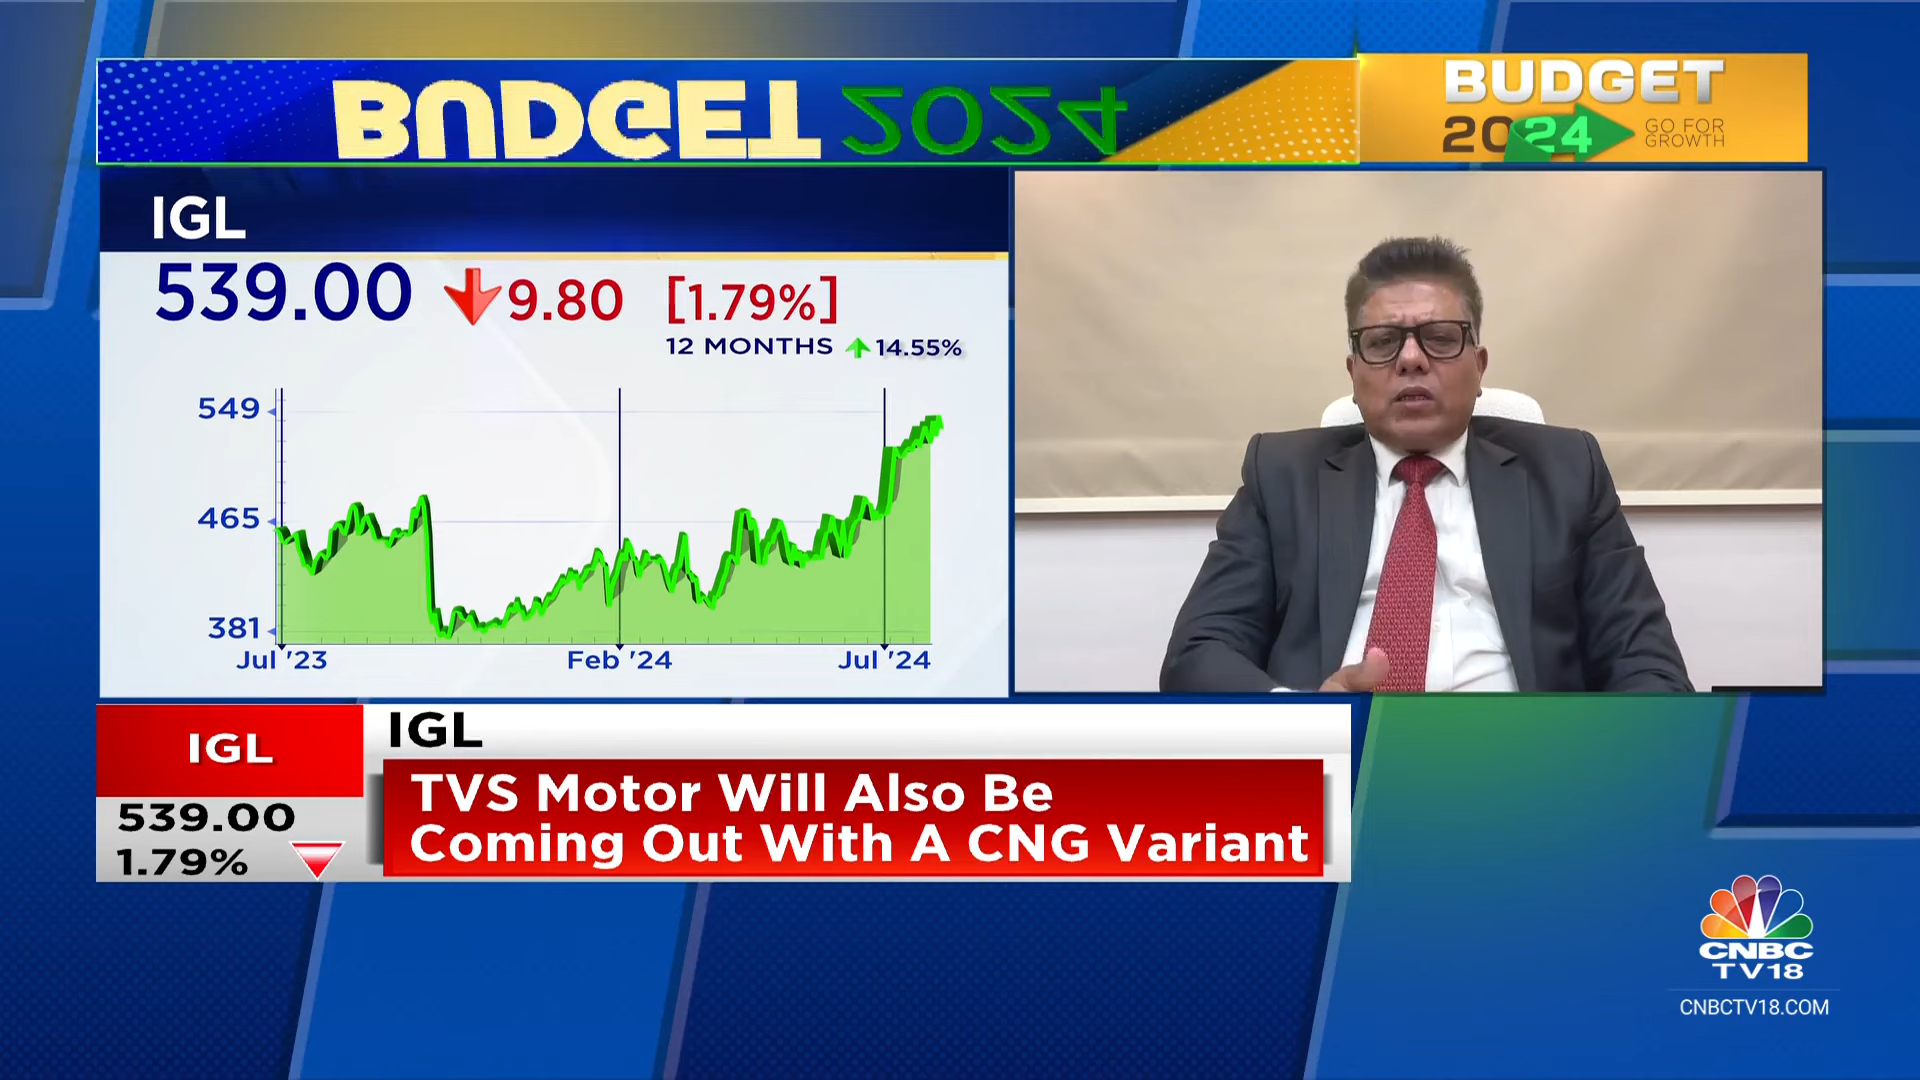 BUDGET 2024
BUDGET
2024
GO FOR
GROWTH
IGL
539.00 9.80 [1.79%]
12 MONTHS 14.55%
549
465
381
Jul '23 Feb '24 Jul '24
IGL
539.00
1.79%
IGL
TVS Motor Will Also Be
Coming Out With A CNG Variant
CNBC
TV18
CNBCTV18.COM